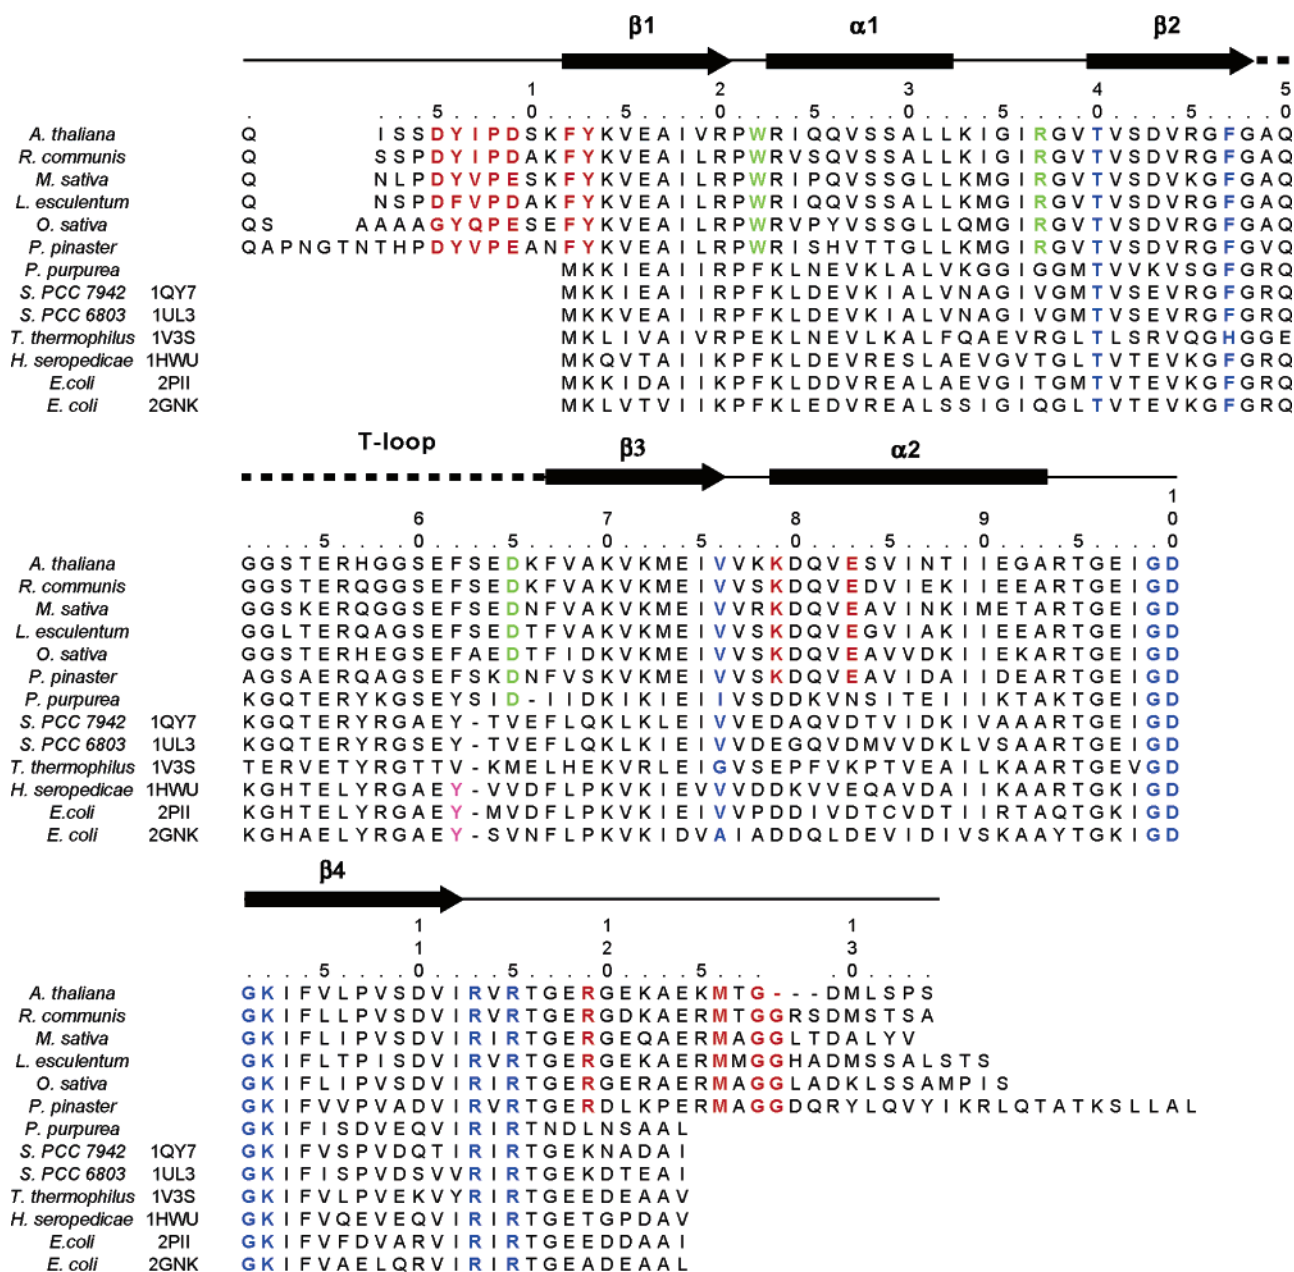 β1 α1 β2
1 2 3 4 5
. . . 5 . . . . 0 . . . . 5 . . . . 0 . . . . 5 . . . . 0 . . . . 5 . . . . 0 . . . . 5 . . . . 0
A. thaliana Q ISSDYIPDSKFYKVEAIVRPWRIQQVSSALLKIGIRGVTVSDVRGFGAQ
R. communis Q SSPDYIPDAKFYKVEAILRPWRVSQVSSALLKIGIRGVTVSDVRGFGAQ
M. sativa Q NLPDYVPESKFYKVEAILRPWRIPQVSSGLLKMGIRGVTVSDVKGFGAQ
L. esculentum Q NSPDFVPDAKFYKVEAILRPWRIQQVSSALLKMGIRGVTVSDVRGFGAQ
O. sativa QS AAAAGYQPESEFYKVEAILRPWRVPYVSSGLLQMGIRGVTVSDVRGFGAQ
P. pinaster QAPNGTNTHPDYVPEANFYKVEAILRPWRISHVTTGLLKMGIRGVTVSDVRGFGVQ
P. purpurea MKKIEAIIRPFKLNEVKLALVKGGIGGMTVVKVSGFGRQ
S. PCC 7942 1QY7 MKKIEAIIRPFKLDEVKIALVNAGIVGMTVSEVRGFGRQ
S. PCC 6803 1UL3 MKKVEAIIRPFKLDEVKIALVNAGIVGMTVSEVRGFGRQ
T. thermophilus 1V3S MKLIVAIVRPEKLNEVLKALFQAEVRGLTLSRVQGHGGE
H. seropedicae 1HWU MKQVTAIIKPFKLDEVRESLAEVGVTGLTVTEVKGFGRQ
E.coli 2PII MKKIDAIIKPFKLDDVREALAEVGITGMTVTEVKGFGRQ
E. coli 2GNK MKLVTVIIKPFKLEDVREALSSIGIQGLTVTEVKGFGRQ
T-loop β3 α2
6 7 8 9 1 0
. . . . 5 . . . . 0 . . . . 5 . . . . 0 . . . . 5 . . . . 0 . . . . 5 . . . . 0 . . . . 5 . . . . 0
A. thaliana GGSTERHGGSEFSEDKFVAKVKMEIVVKKDQVESVINTIIEGARTGEIGD
R. communis GGSTERQGGSEFSEDKFVAKVKMEIVVSKDQVEDVIEKIIEEARTGEIGD
M. sativa GGSKERQGGSEFSEDNFVAKVKMEIVVRKDQVEAVINKIMETARTGEIGD
L. esculentum GGLTERQAGSEFSEDTFVAKVKMEIVVSKDQVEGVIAKIIEEARTGEIGD
O. sativa GGSTERHEGSEFAEDTFIDKVKMEIVVSKDQVEAVVDKIIEKARTGEIGD
P. pinaster AGSAERQAGSEFSKDNFVSKVKMEIVVSKDQVEAVIDAIIDEARTGEIGD
P. purpurea KGQTERYKGSEYSID-IIDKIKIEIIVSDDKVNSITEIIIKTAKTGEIGD
S. PCC 7942 1QY7 KGQTERYRGAEY-TVEFLQKLKLEIVVEDAQVDTVIDKIVAAARTGEIGD
S. PCC 6803 1UL3 KGQTERYRGSEY-TVEFLQKLKIEIVVDEGQVDMVVDKLVSAARTGEIGD
T. thermophilus 1V3S TERVETYRGTTV-KMELHEKVRLEIGVSEPFVKPTVEAILKAARTGEVGD
H. seropedicae 1HWU KGHTELYRGAEY-VVDFLPKVKIEVVVDDKVVEQAVDAIIKAARTGKIGD
E.coli 2PII KGHTELYRGAEY-MVDFLPKVKIEIVVPDDIVDTCVDTIIRTAQTGKIGD
E. coli 2GNK KGHAELYRGAEY-SVNFLPKVKIDVAIADDQLDEVIDIVSKAAYTGKIGD
β4
1 1 1
1 2 3
. . . . 5 . . . . 0 . . . . 5 . . . . 0 . . . . 5 . . . . 0 . . . .
A. thaliana GKIFVLPVSDVIRVRTGERGEKAEKMTG---DMLSPS
R. communis GKIFLLPVSDVIRVRTGERGDKAERMTGGRSDMSTSA
M. sativa GKIFLIPVSDVIRIRTGERGEQAERMAGGLTDALYV
L. esculentum GKIFLTPISDVIRVRTGERGEKAERMMGGHADMSSALSTS
O. sativa GKIFLIPVSDVIRIRTGERGERAERMAGGLADKLSSAMPIS
P. pinaster GKIFVVPVADVIRVRTGERDLKPERMAGGDQRYLQVYIKRLQTATKSLLAL
P. purpurea GKIFISDVEQVIRIRTNDLNSAAL
S. PCC 7942 1QY7 GKIFVSPVDQTIRIRTGEKNADAI
S. PCC 6803 1UL3 GKIFISPVDSVVRIRTGEKDTEAI
T. thermophilus 1V3S GKIFVLPVEKVYRIRTGEEDEAAV
H. seropedicae 1HWU GKIFVQEVEQVIRIRTGETGPDAV
E.coli 2PII GKIFVFDVARVIRIRTGEEDDAAI
E. coli 2GNK GKIFVAELQRVIRIRTGEADEAAL